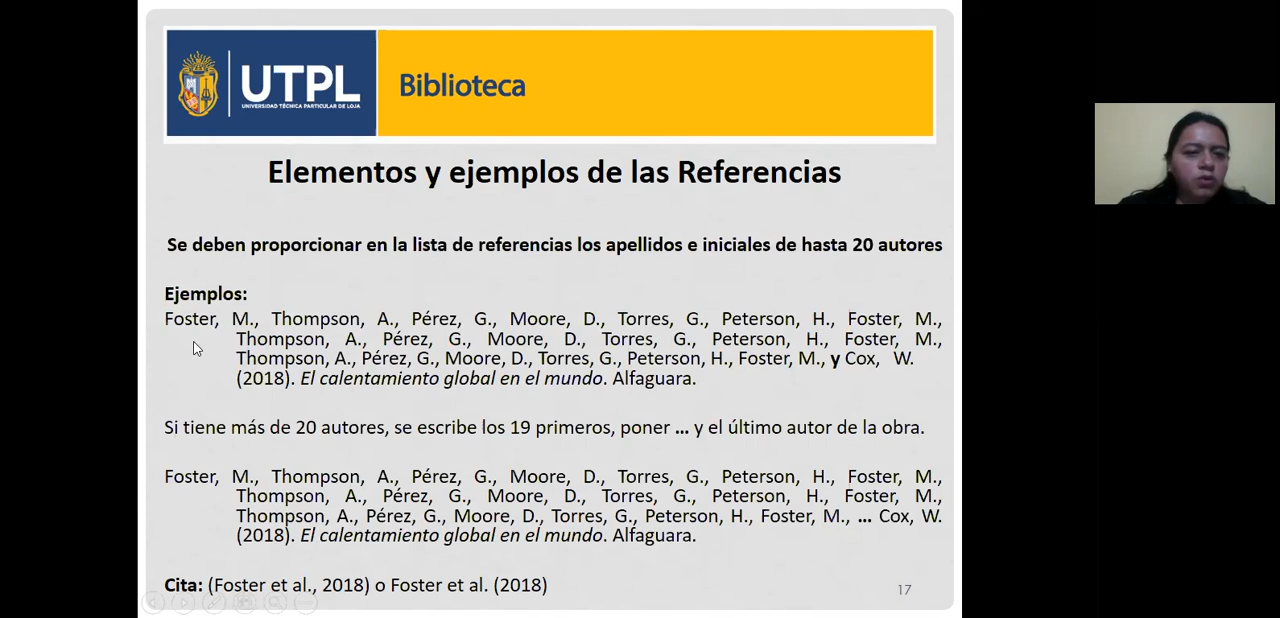 UTPL
UNIVERSIDAD TÉCNICA PARTICULAR DE LOJA
Biblioteca
Elementos y ejemplos de las Referencias
Se deben proporcionar en la lista de referencias los apellidos e iniciales de hasta 20 autores
Ejemplos:
Foster, M., Thompson, A., Pérez, G., Moore, D., Torres, G., Peterson, H., Foster, M.,
Thompson, A., Pérez, G., Moore, D., Torres, G., Peterson, H., Foster, M.,
Thompson, A., Pérez, G., Moore, D., Torres, G., Peterson, H., Foster, M., y Cox, W.
(2018). El calentamiento global en el mundo. Alfaguara.
Si tiene más de 20 autores, se escribe los 19 primeros, poner ... y el último autor de la obra.
Foster, M., Thompson, A., Pérez, G., Moore, D., Torres, G., Peterson, H., Foster, M.,
Thompson, A., Pérez, G., Moore, D., Torres, G., Peterson, H., Foster, M.,
Thompson, A., Pérez, G., Moore, D., Torres, G., Peterson, H., Foster, M., ... Cox, W.
(2018). El calentamiento global en el mundo. Alfaguara.
Cita: (Foster et al., 2018) o Foster et al. (2018)
17